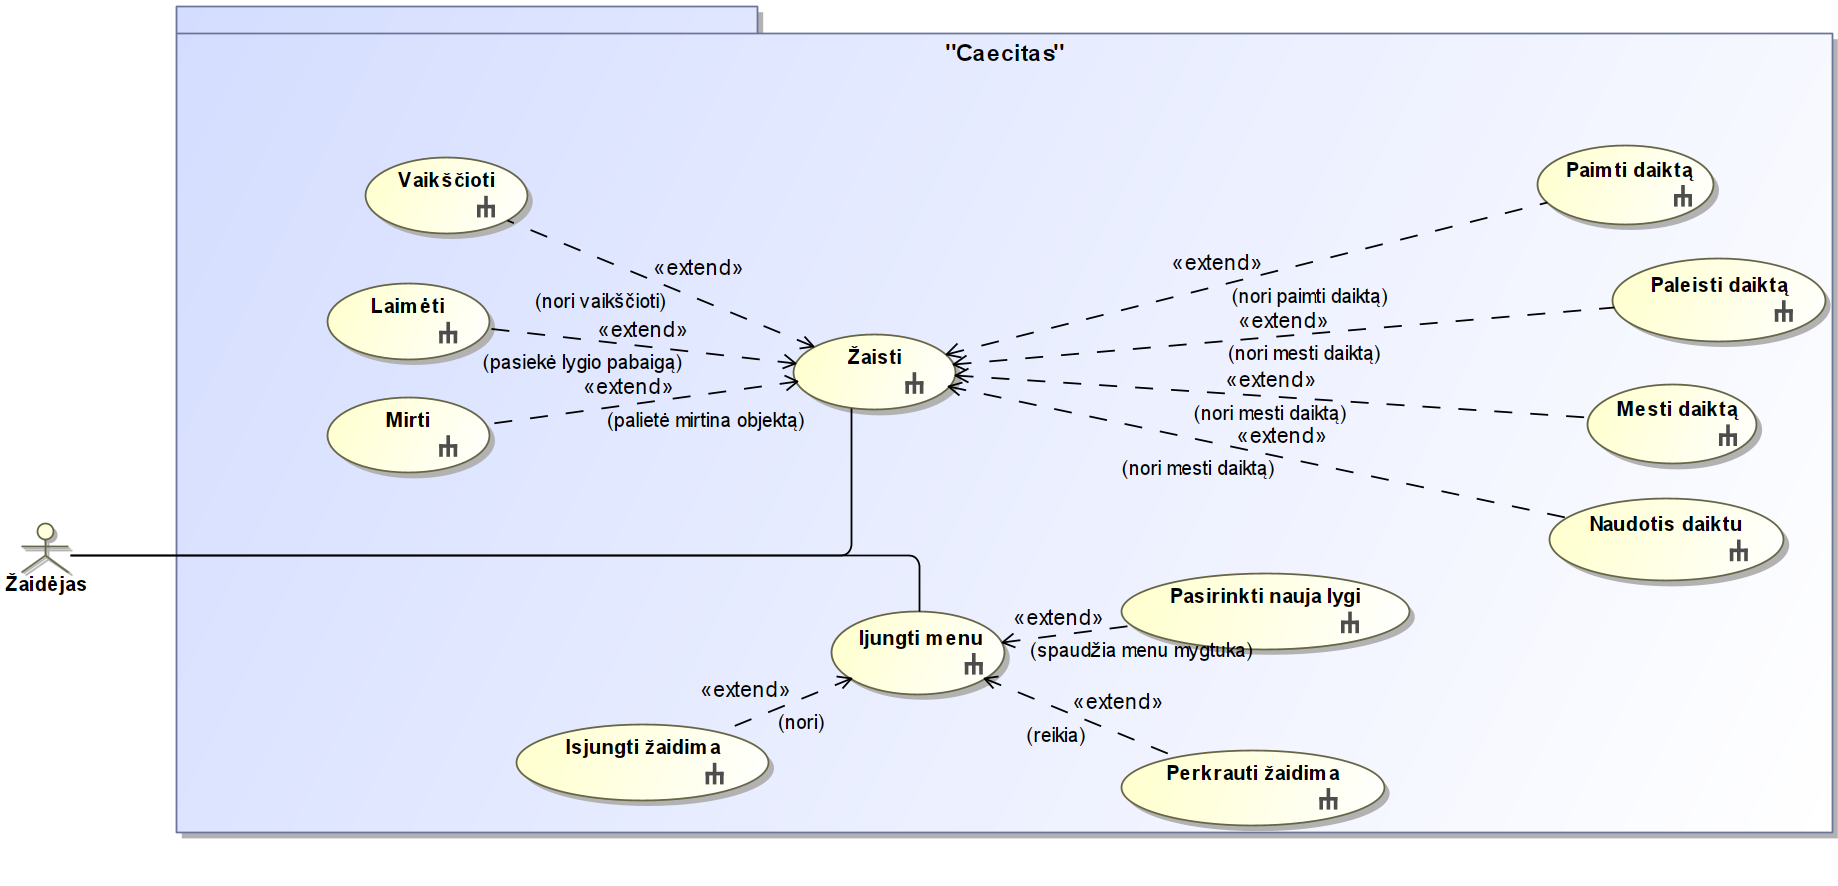 "Caecitas"
Vaikščioti
«extend»
(nori vaikščioti)
Laimėti
«extend»
(pasiekė lygio pabaigą)
Mirti
«extend»
(palietė mirtina objektą)
Žaisti
Paimti daiktą
«extend»
(nori paimti daiktą)
Paleisti daiktą
«extend»
(nori mesti daiktą)
Mesti daiktą
«extend»
(nori mesti daiktą)
Naudotis daiktu
«extend»
(nori mesti daiktą)
Žaidėjas
Ijungti menu
Pasirinkti nauja lygi
«extend»
(spaudžia menu mygtuka)
Isjungti žaidima
«extend»
(nori)
Perkrauti žaidima
«extend»
(reikia)